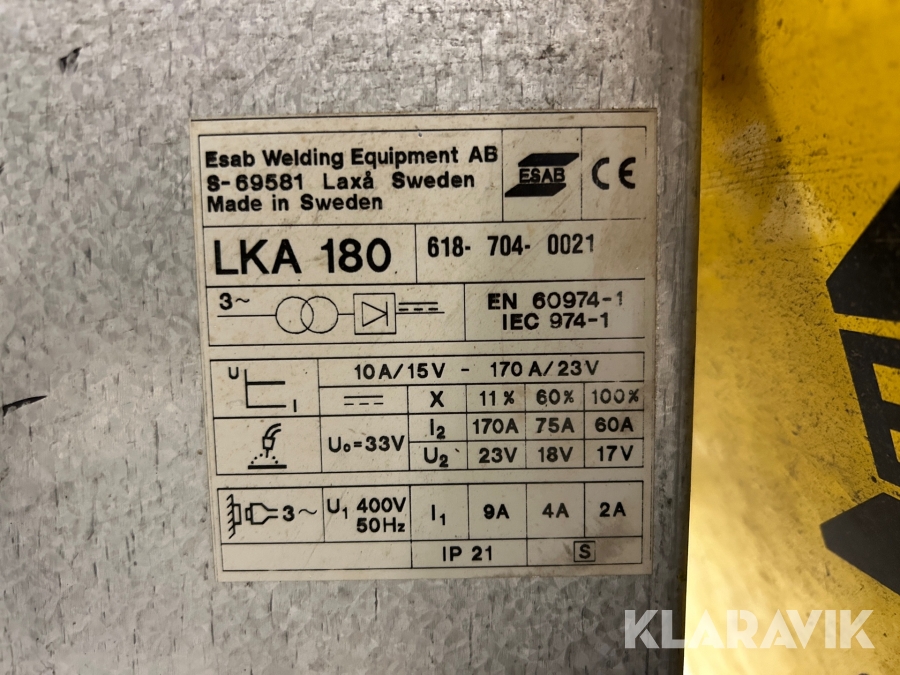 Esab Welding Equipment AB
S-69581 Laxå Sweden
Made in Sweden
ESAB
CE
LKA 180
618- 704- 0021
3~
EN 60974-1
IEC 974-1
U
I
10A/15V - 170A/23V
X 11% 60% 100%
U₀=33V
I₂ 170A 75A 60A
U₂ 23V 18V 17V
3~
U₁ 400V
50Hz
I₁ 9A 4A 2A
IP 21
S
KLARAVIK